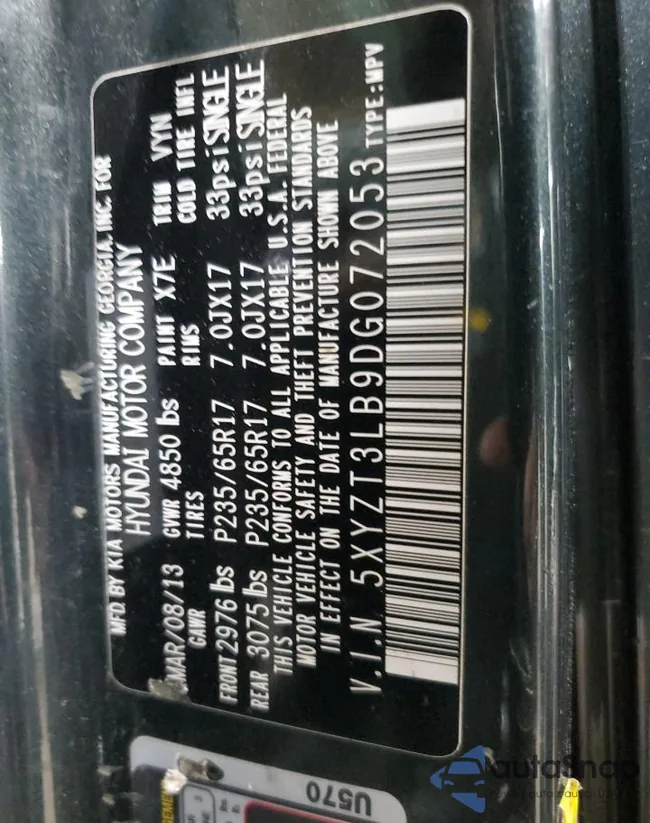 MFD. BY KIA MOTORS MANUFACTURING GEORGIA, INC. FOR
HYUNDAI MOTOR COMPANY
MAR/08/13 GVWR 4850 lbs PAINT X7E TRIM VYN
GAWR TIRES RIMS COLD TIRE INFL
FRONT 2976 lbs P235/65R17 7.0JX17 33psi SINGLE
REAR 3075 lbs P235/65R17 7.0JX17 33psi SINGLE
THIS VEHICLE CONFORMS TO ALL APPLICABLE U.S.A. FEDERAL
MOTOR VEHICLE SAFETY AND THEFT PREVENTION STANDARDS
IN EFFECT ON THE DATE OF MANUFACTURE SHOWN ABOVE
V.I.N 5XYZT3LB9DG072053 TYPE:MPV
U570
autoSnap